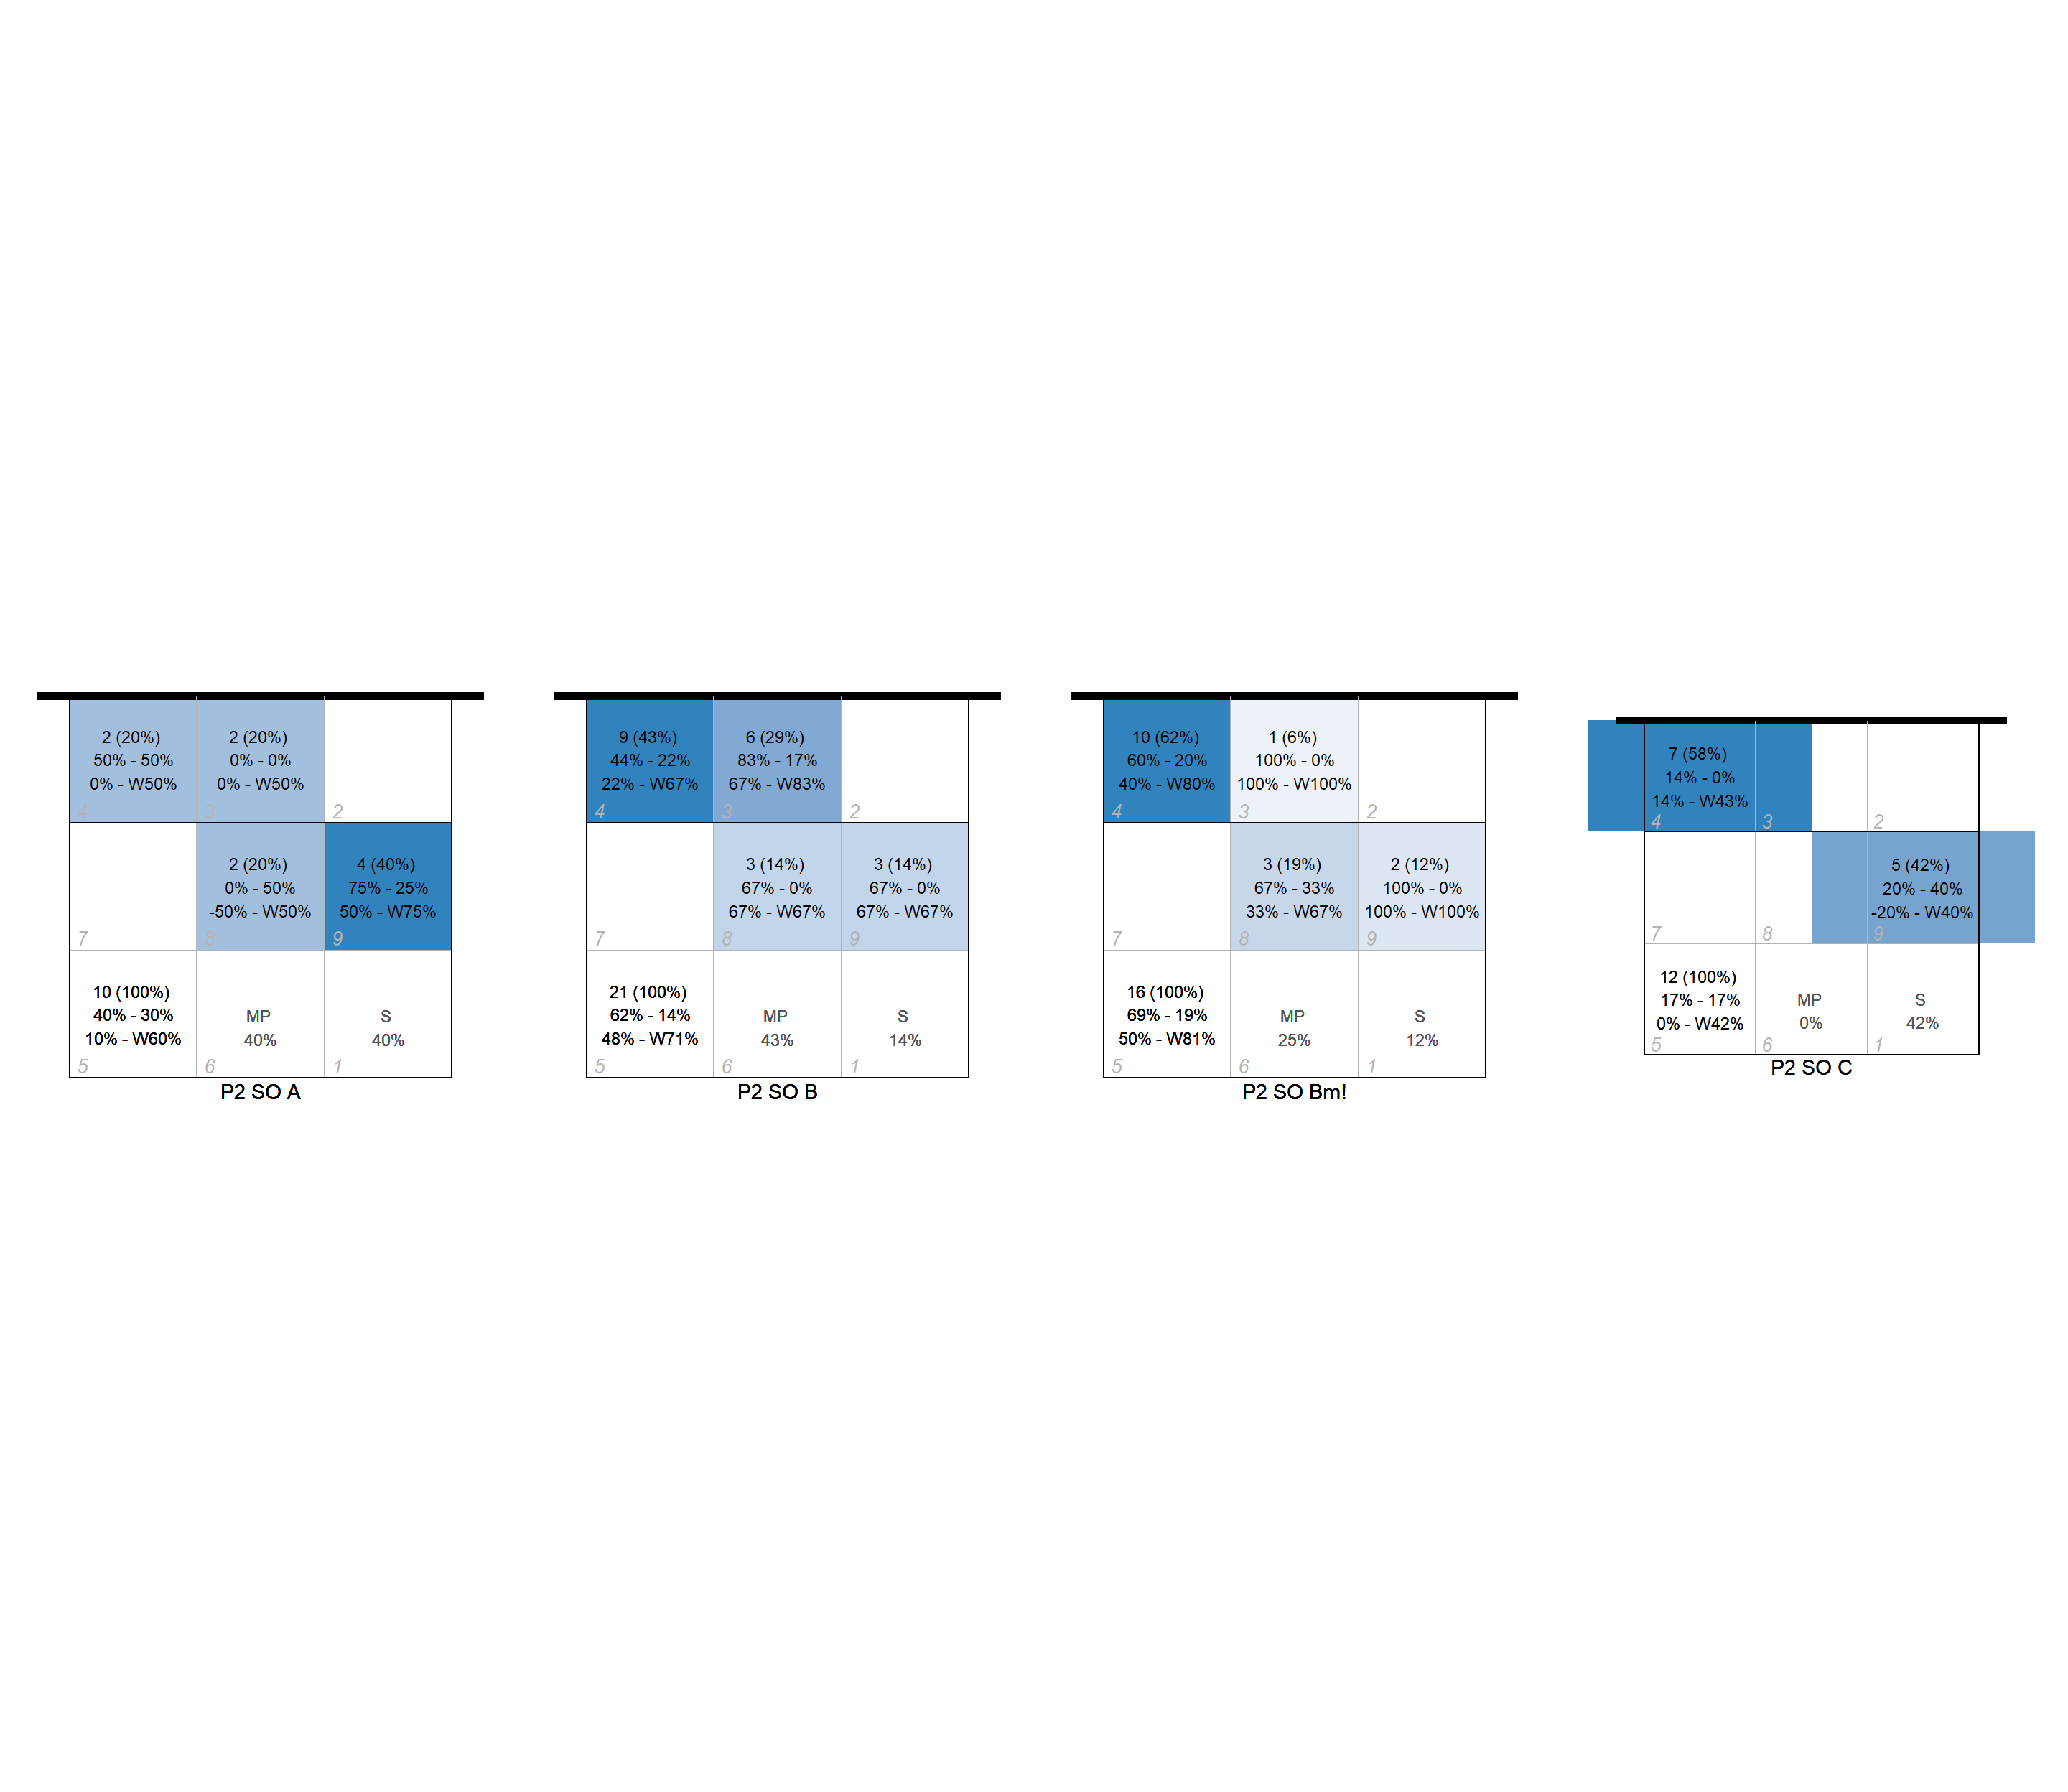 2 (20%)
50% - 50%
0% - W50%
4
2 (20%)
0% - 0%
0% - W50%
3
2
7
2 (20%)
0% - 50%
-50% - W50%
8
4 (40%)
75% - 25%
50% - W75%
9
10 (100%)
40% - 30%
10% - W60%
5
MP
40%
6
S
40%
1
P2 SO A
9 (43%)
44% - 22%
22% - W67%
4
6 (29%)
83% - 17%
67% - W83%
3
2
7
3 (14%)
67% - 0%
67% - W67%
8
3 (14%)
67% - 0%
67% - W67%
9
21 (100%)
62% - 14%
48% - W71%
5
MP
43%
6
S
14%
1
P2 SO B
10 (62%)
60% - 20%
40% - W80%
4
1 (6%)
100% - 0%
100% - W100%
3
2
7
3 (19%)
67% - 33%
33% - W67%
8
2 (12%)
100% - 0%
100% - W100%
9
16 (100%)
69% - 19%
50% - W81%
5
MP
25%
6
S
12%
1
P2 SO Bm!
7 (58%)
14% - 0%
14% - W43%
4
3
2
7
8
5 (42%)
20% - 40%
-20% - W40%
9
12 (100%)
17% - 17%
0% - W42%
5
MP
0%
6
S
42%
1
P2 SO C